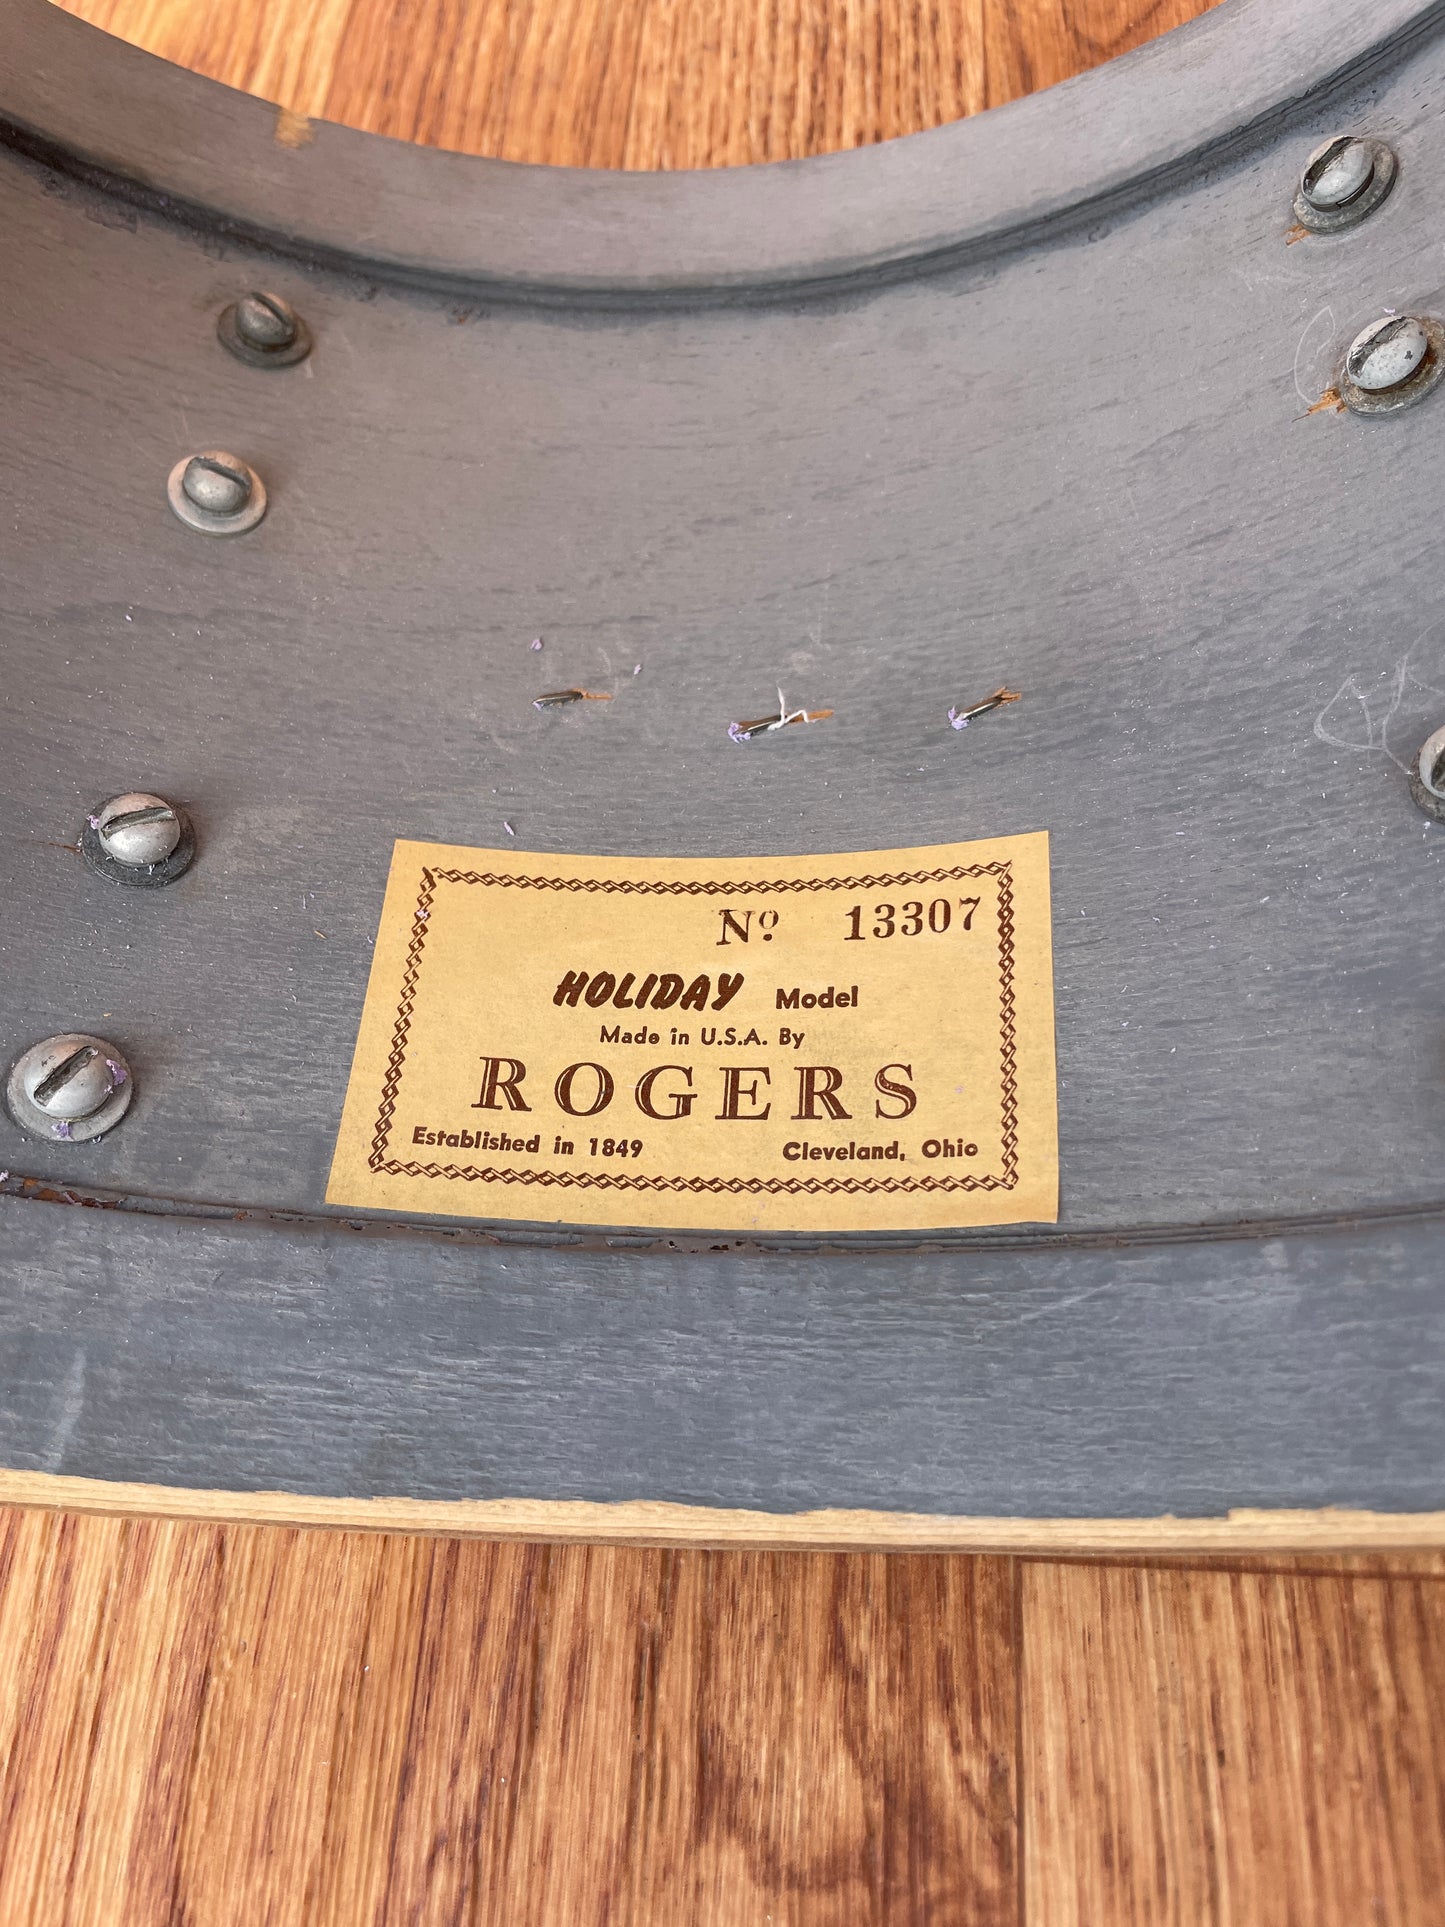 Nº 13307
HOLIDAY Model
Made in U.S.A. By
ROGERS
Established in 1849 Cleveland, Ohio